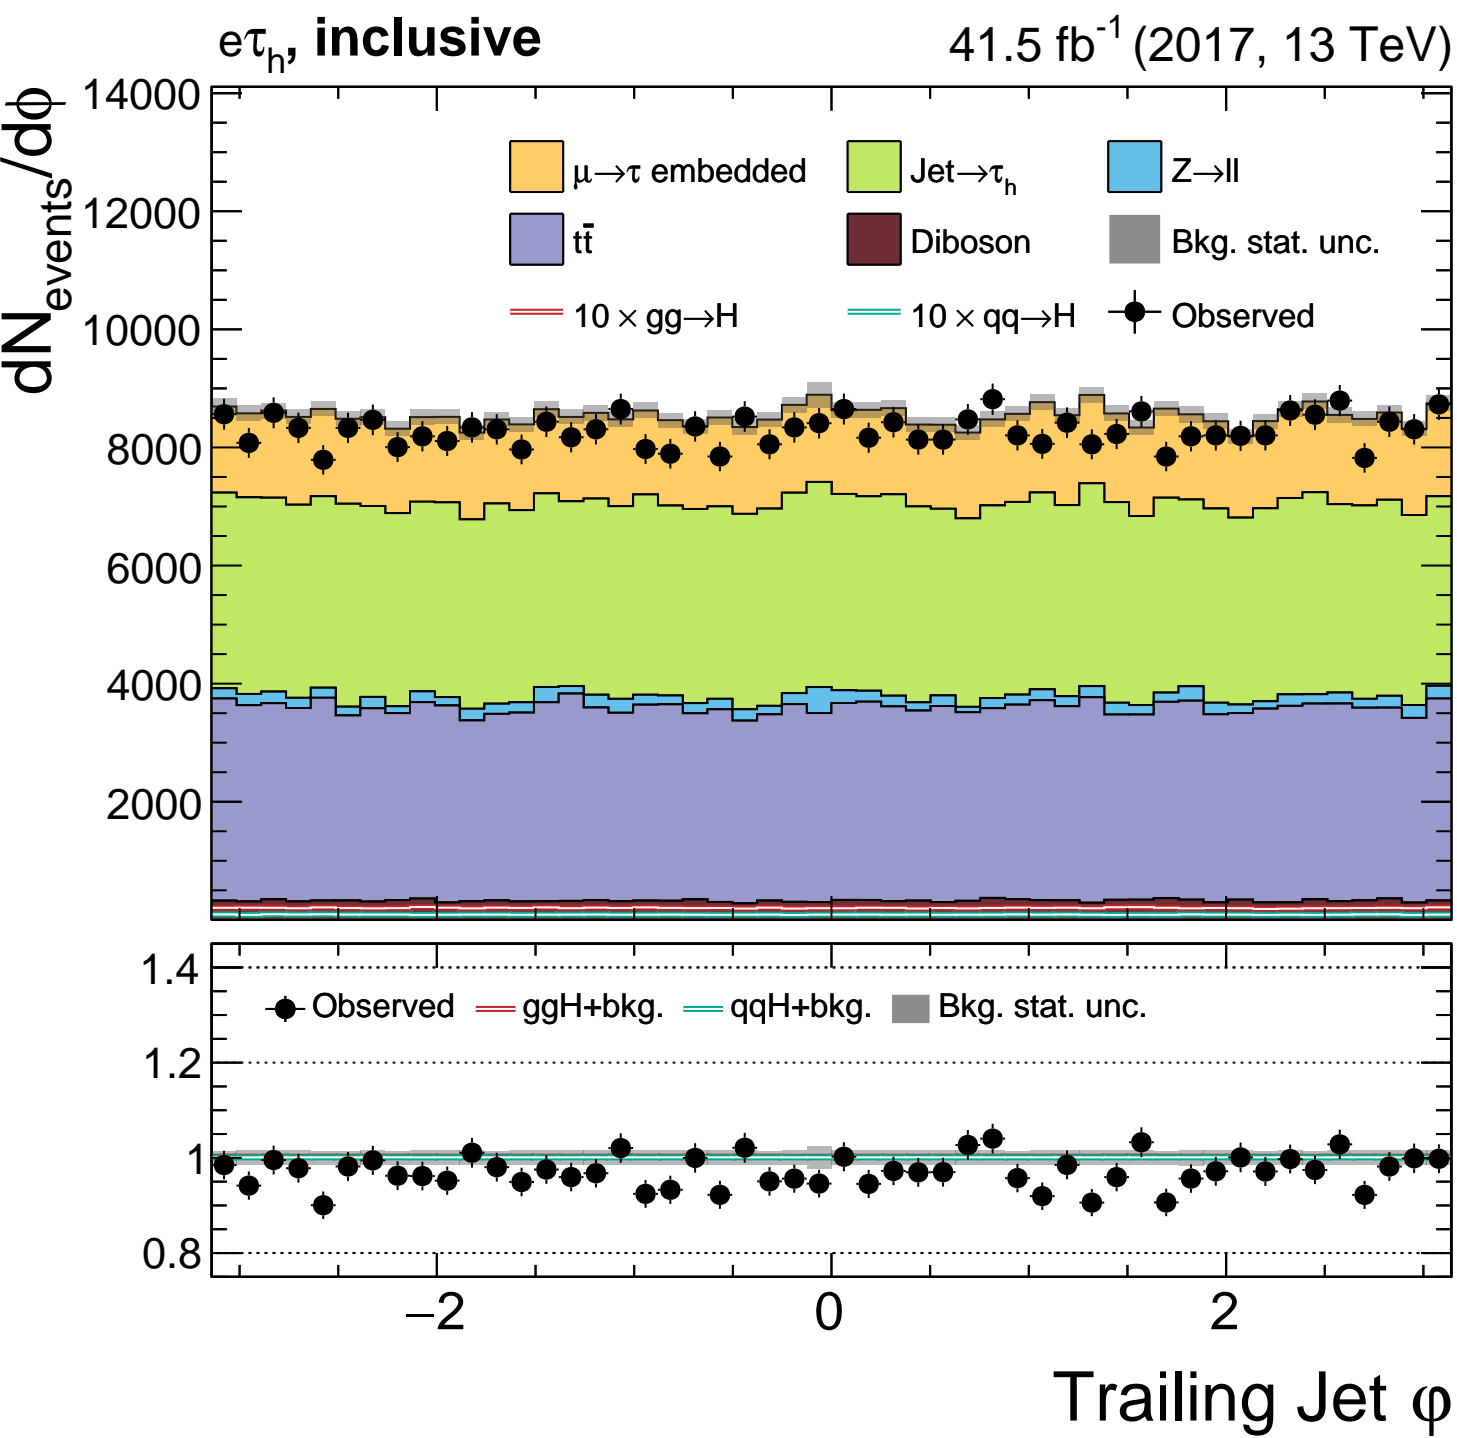 eτh, inclusive 41.5 fb-1 (2017, 13 TeV)
dNevents/dϕ
14000
12000
10000
8000
6000
4000
2000
μ→τ embedded Jet→τh Z→ll
tt̄ Diboson Bkg. stat. unc.
10 × gg→H 10 × qq→H Observed
1.4
1.2
1
0.8
Observed ggH+bkg. qqH+bkg. Bkg. stat. unc.
−2 0 2
Trailing Jet φ